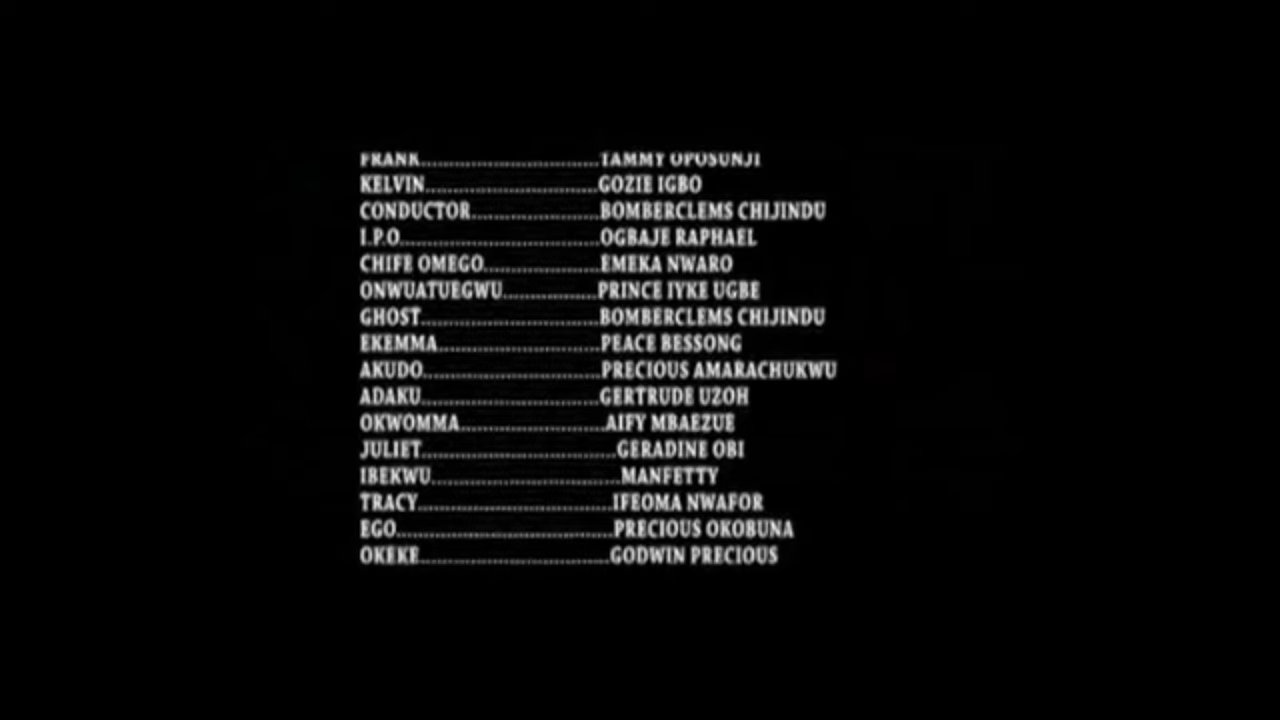 FRANK..............................TAMMY OPOSUNJI
KELVIN.............................GOZIE IGBO
CONDUCTOR......................BOMBERCLEMS CHIJINDU
I.P.O..................................OGBAJE RAPHAEL
CHIFE OMEGO....................EMEKA NWARO
ONWUATUEGWU................PRINCE IYKE UGBE
GHOST..............................BOMBERCLEMS CHIJINDU
EKEMMA...........................PEACE BESSONG
AKUDO..............................PRECIOUS AMARACHUKWU
ADAKU..............................GERTRUDE UZOH
OKWOMMA.........................AIFY MBAEZUE
JULIET.................................GERADINE OBI
IBEKWU................................MANFETTY
TRACY.................................IFEOMA NWAFOR
EGO.....................................PRECIOUS OKOBUNA
OKEKE................................GODWIN PRECIOUS